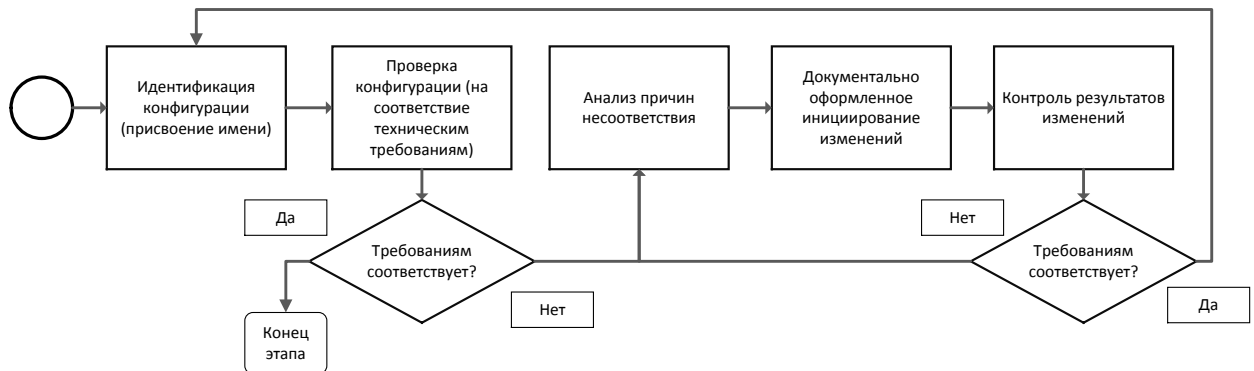 Идентификация
конфигурации
(присвоение имени)
Проверка
конфигурации (на
соответствие
техническим
требованиям)
Анализ причин
несоответствия
Документально
оформленное
инициирование
изменений
Контроль результатов
изменений
Да
Требованиям
соответствует?
Нет
Конец
этапа
Нет
Требованиям
соответствует?
Да